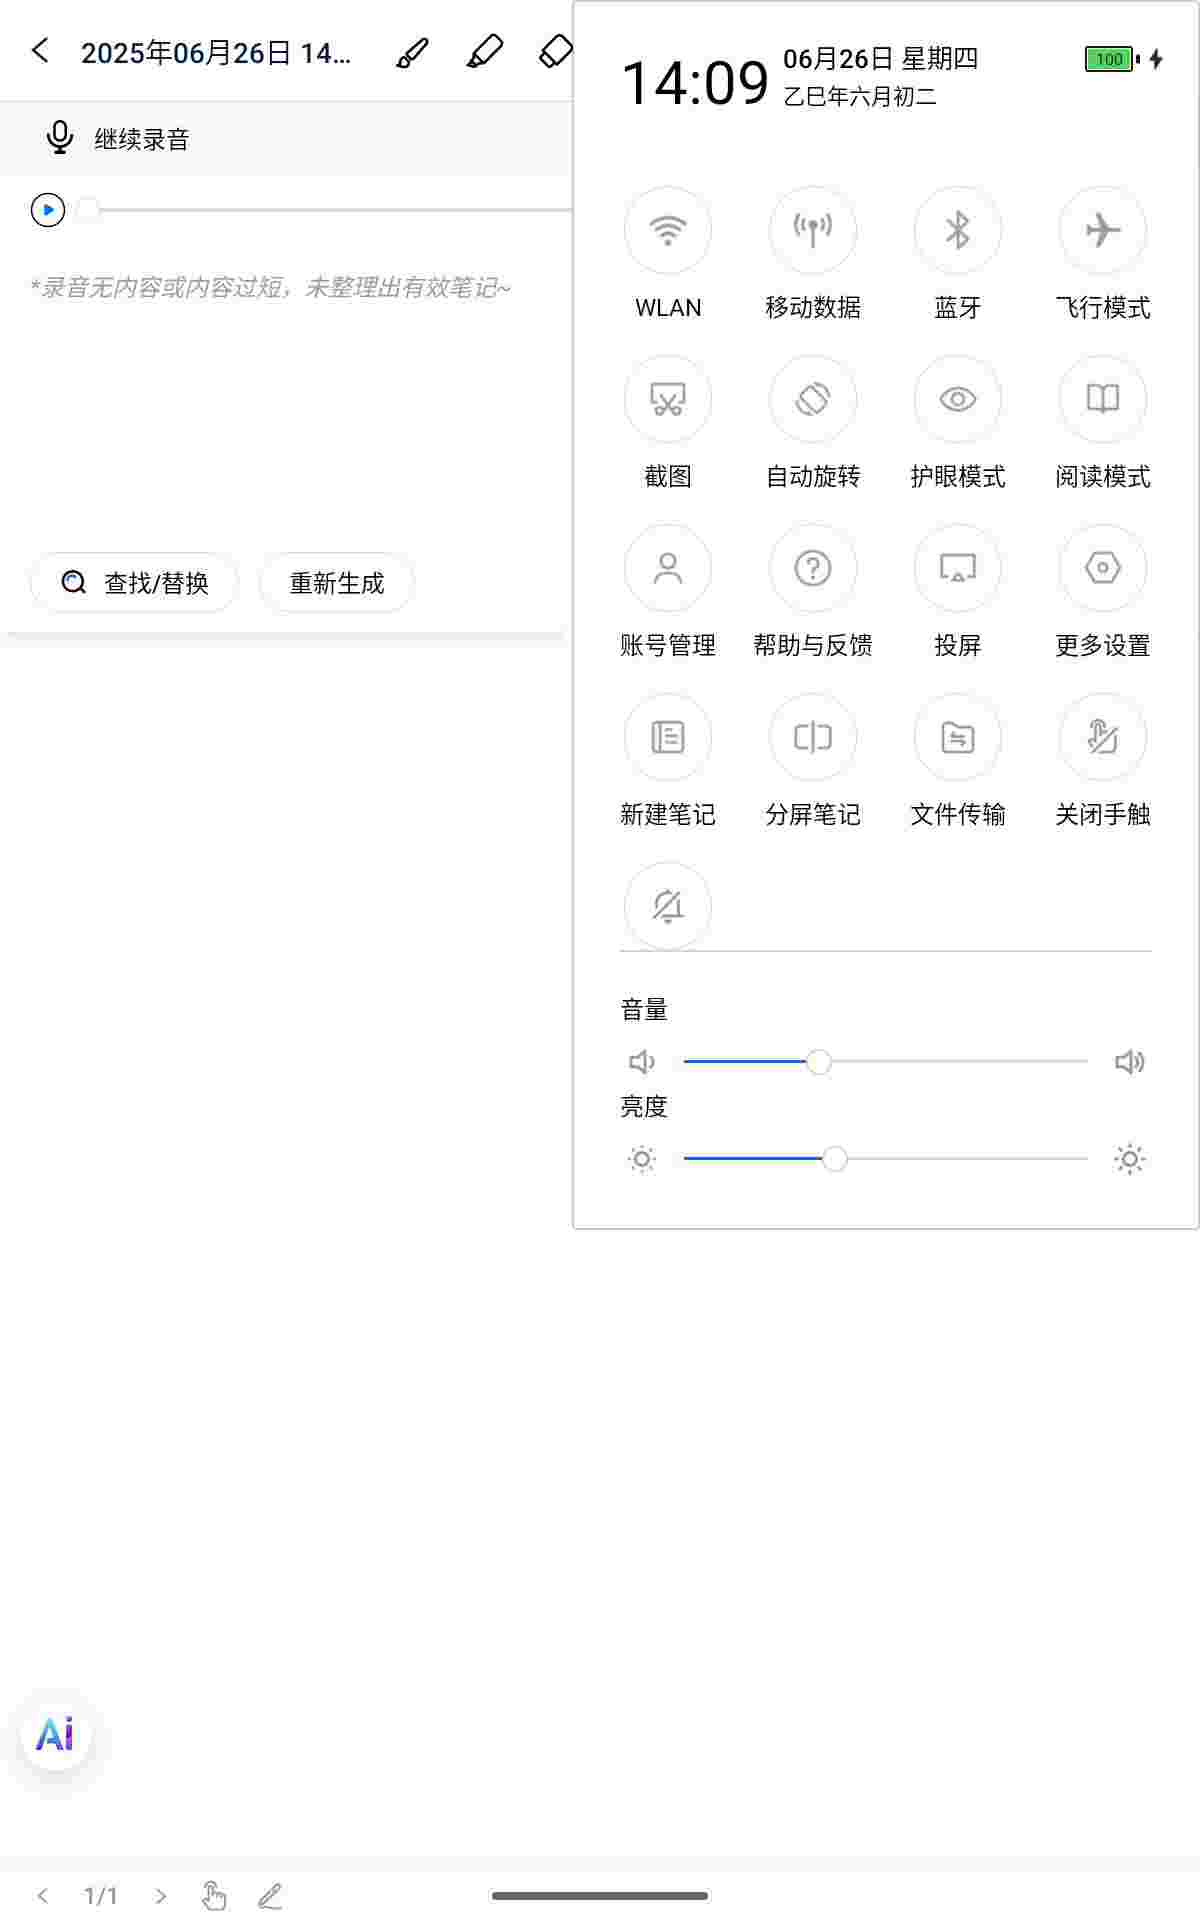 2025年06月26日 14...
继续录音
*录音无内容或内容过短，未整理出有效笔记~
查找/替换
重新生成
14:09
06月26日 星期四
乙巳年六月初二
100
WLAN
移动数据
蓝牙
飞行模式
截图
自动旋转
护眼模式
阅读模式
账号管理
帮助与反馈
投屏
更多设置
新建笔记
分屏笔记
文件传输
关闭手触
音量
亮度
Ai
1/1